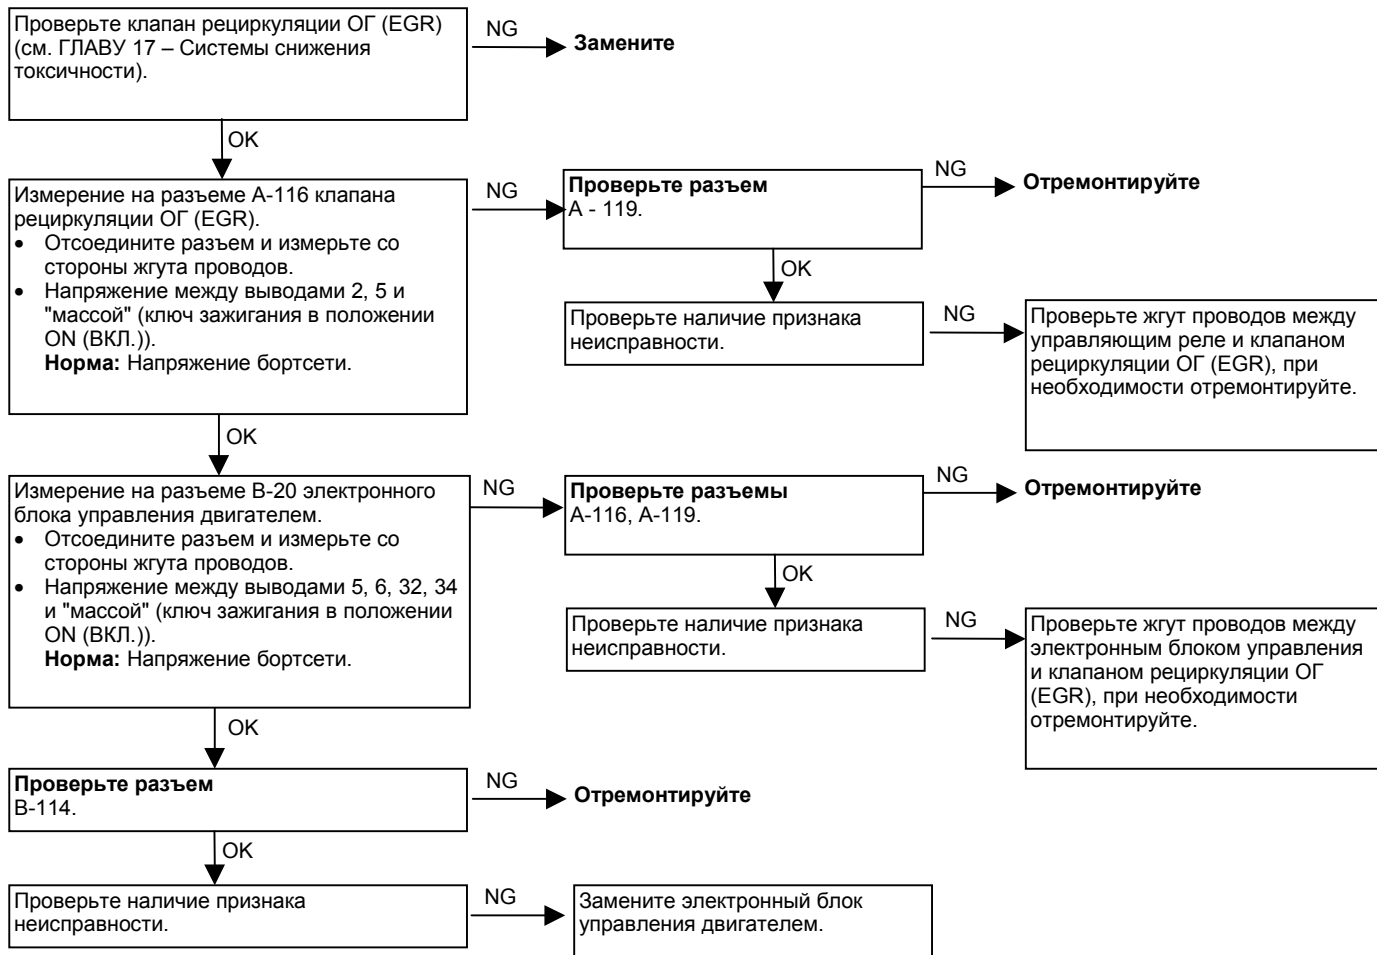 Проверьте клапан рециркуляции ОГ (EGR)
(см. ГЛАВУ 17 – Системы снижения
токсичности).
NG
Замените
OK
Измерение на разъеме А-116 клапана
рециркуляции ОГ (EGR).
• Отсоедините разъем и измерьте со
стороны жгута проводов.
• Напряжение между выводами 2, 5 и
"массой" (ключ зажигания в положении
ON (ВКЛ.)).
Норма: Напряжение бортсети.
NG
Проверьте разъем
А - 119.
NG
Отремонтируйте
OK
Проверьте наличие признака
неисправности.
NG
Проверьте жгут проводов между
управляющим реле и клапаном
рециркуляции ОГ (EGR), при
необходимости отремонтируйте.
OK
Измерение на разъеме В-20 электронного
блока управления двигателем.
• Отсоедините разъем и измерьте со
стороны жгута проводов.
• Напряжение между выводами 5, 6, 32, 34
и "массой" (ключ зажигания в положении
ON (ВКЛ.)).
Норма: Напряжение бортсети.
NG
Проверьте разъемы
А-116, А-119.
NG
Отремонтируйте
OK
Проверьте наличие признака
неисправности.
NG
Проверьте жгут проводов между
электронным блоком управления
и клапаном рециркуляции ОГ
(EGR), при необходимости
отремонтируйте.
OK
Проверьте разъем
В-114.
NG
Отремонтируйте
OK
Проверьте наличие признака
неисправности.
NG
Замените электронный блок
управления двигателем.